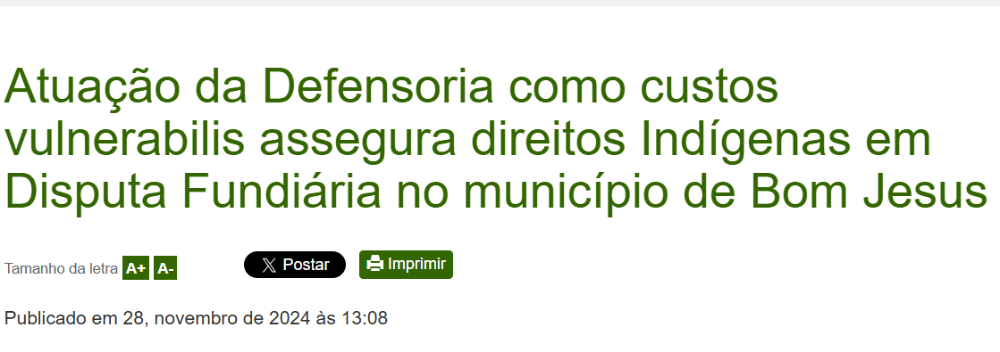 Atuação da Defensoria como custos
vulnerabilis assegura direitos Indígenas em
Disputa Fundiária no município de Bom Jesus
Tamanho da letra A+ A- Postar Imprimir
Publicado em 28, novembro de 2024 às 13:08